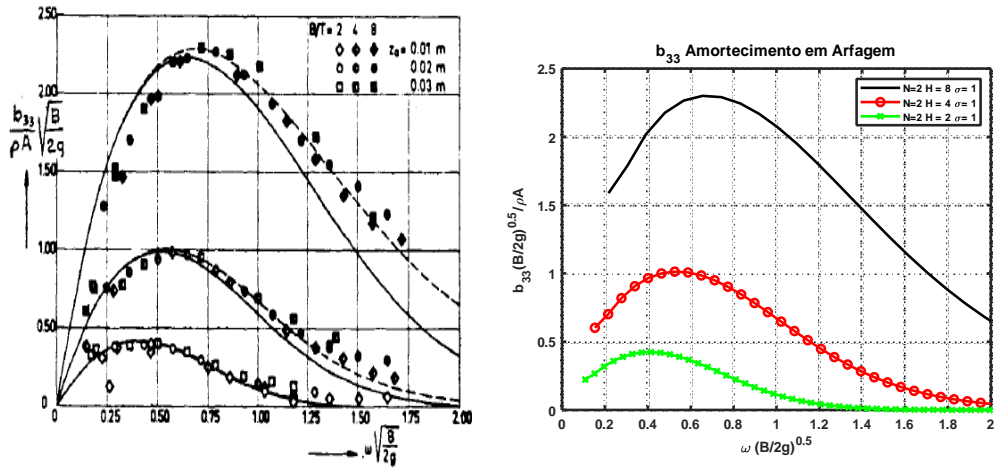 B/T= 2 4 8
z_a = 0.01 m
0.02 m
0.03 m
2.00
1.50
1.00
0.50
0
b₃₃/ρA √B/2g
0 0.25 0.50 0.75 1.00 1.25 1.50 1.75 2.00
ω√B/2g
b₃₃ Amortecimento em Arfagem
N=2 H = 8 σ= 1
N=2 H = 4 σ= 1
N=2 H = 2 σ= 1
2.5
2
1.5
1
0.5
0
b₃₃(B/2g)^0.5/ρA
0 0.2 0.4 0.6 0.8 1 1.2 1.4 1.6 1.8 2
ω (B/2g)^0.5